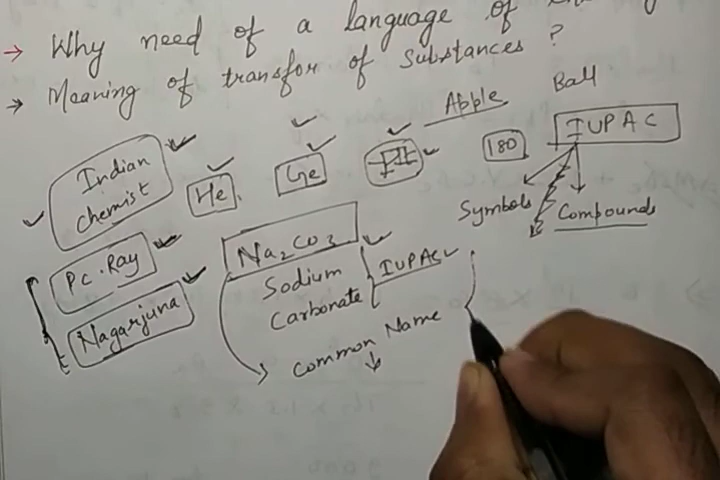 → Why need of a language of
→ Meaning of transfor of Substances ?
Apple
Ball
Indian
chemist
He
Ge
180
IUPAC
Symbols
Compounds
PC. Ray
Nagarjuna
Na2CO3
Sodium
Carbonate
IUPAC
Common Name